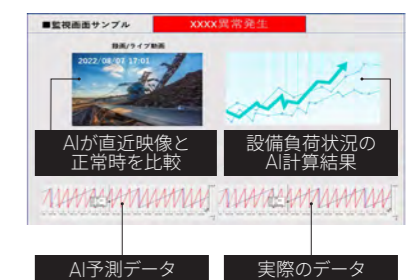 ■監視画面サンプル
XXXX異常発生
録画/ライブ動画
2022/08/03 17:01
AIが直近映像と
正常時を比較
設備負荷状況の
AI計算結果
AI予測データ
実際のデータ